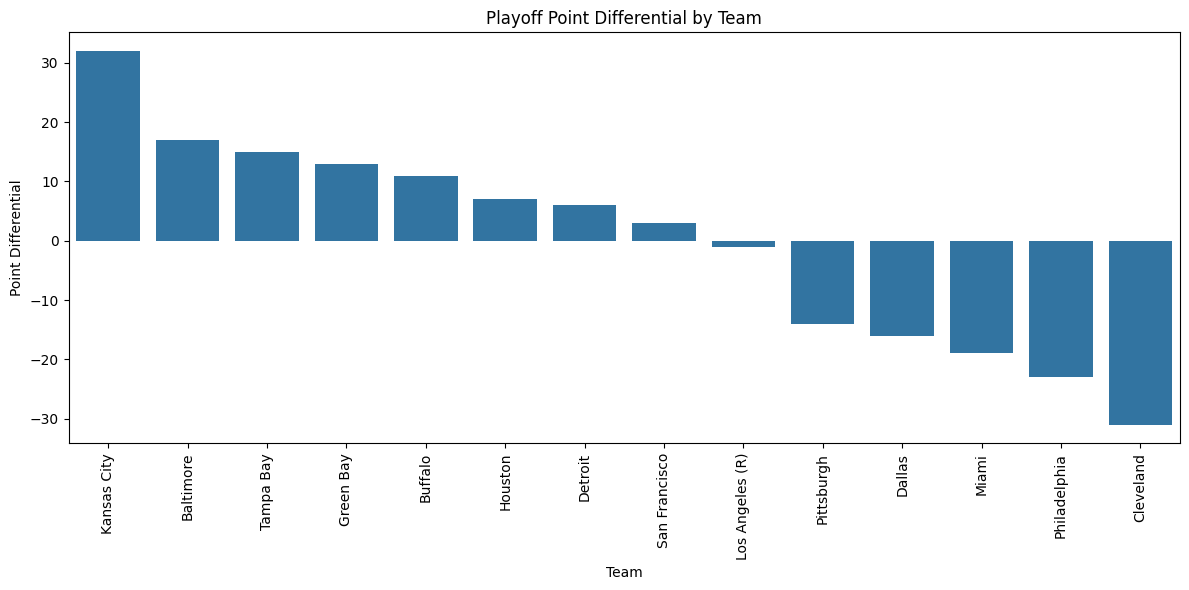 Playoff Point Differential by Team
Point Differential
30
20
10
0
−10
−20
−30
Kansas City
Baltimore
Tampa Bay
Green Bay
Buffalo
Houston
Detroit
San Francisco
Los Angeles (R)
Pittsburgh
Dallas
Miami
Philadelphia
Cleveland
Team